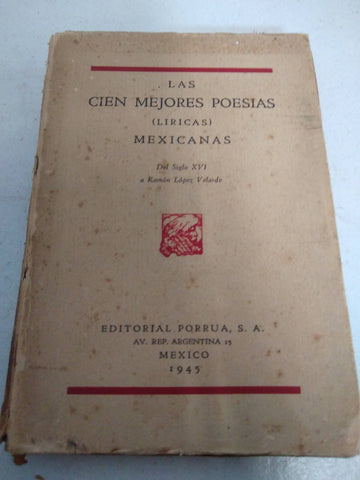 LAS
CIEN MEJORES POESIAS
(LIRICAS)
MEXICANAS
Del Siglo XVI
a Ramón López Velarde
EDITORIAL PORRUA, S. A.
AV. REP. ARGENTINA 15
MEXICO
1945